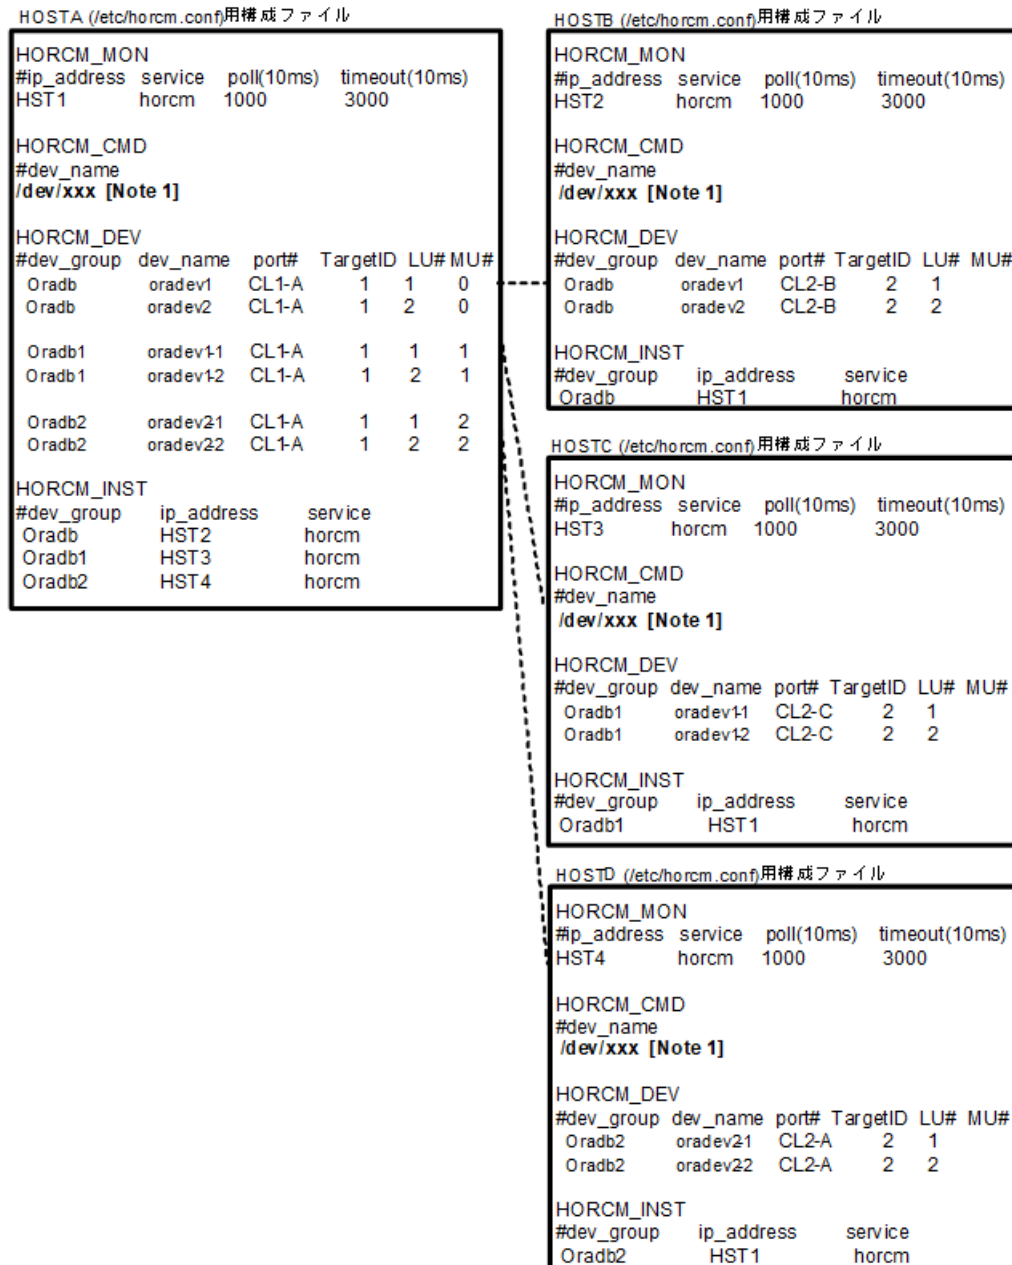 HOSTA (/etc/horcm.conf)用構成ファイル
HORCM_MON
#ip_address service poll(10ms) timeout(10ms)
HST1 horcm 1000 3000
HORCM_CMD
#dev_name
/dev/xxx [Note 1]
HORCM_DEV
#dev_group dev_name port# TargetID LU# MU#
Oradb oradev1 CL1-A 1 1 0
Oradb oradev2 CL1-A 1 2 0
Oradb1 oradev1-1 CL1-A 1 1 1
Oradb1 oradev1-2 CL1-A 1 2 1
Oradb2 oradev2-1 CL1-A 1 1 2
Oradb2 oradev2-2 CL1-A 1 2 2
HORCM_INST
#dev_group ip_address service
Oradb HST2 horcm
Oradb1 HST3 horcm
Oradb2 HST4 horcm
HOSTB (/etc/horcm.conf)用構成ファイル
HORCM_MON
#ip_address service poll(10ms) timeout(10ms)
HST2 horcm 1000 3000
HORCM_CMD
#dev_name
/dev/xxx [Note 1]
HORCM_DEV
#dev_group dev_name port# TargetID LU# MU#
Oradb oradev1 CL2-B 2 1
Oradb oradev2 CL2-B 2 2
HORCM_INST
#dev_group ip_address service
Oradb HST1 horcm
HOSTC (/etc/horcm.conf)用構成ファイル
HORCM_MON
#ip_address service poll(10ms) timeout(10ms)
HST3 horcm 1000 3000
HORCM_CMD
#dev_name
/dev/xxx [Note 1]
HORCM_DEV
#dev_group dev_name port# TargetID LU# MU#
Oradb1 oradev1-1 CL2-C 2 1
Oradb1 oradev1-2 CL2-C 2 2
HORCM_INST
#dev_group ip_address service
Oradb1 HST1 horcm
HOSTD (/etc/horcm.conf)用構成ファイル
HORCM_MON
#ip_address service poll(10ms) timeout(10ms)
HST4 horcm 1000 3000
HORCM_CMD
#dev_name
/dev/xxx [Note 1]
HORCM_DEV
#dev_group dev_name port# TargetID LU# MU#
Oradb2 oradev2-1 CL2-A 2 1
Oradb2 oradev2-2 CL2-A 2 2
HORCM_INST
#dev_group ip_address service
Oradb2 HST1 horcm